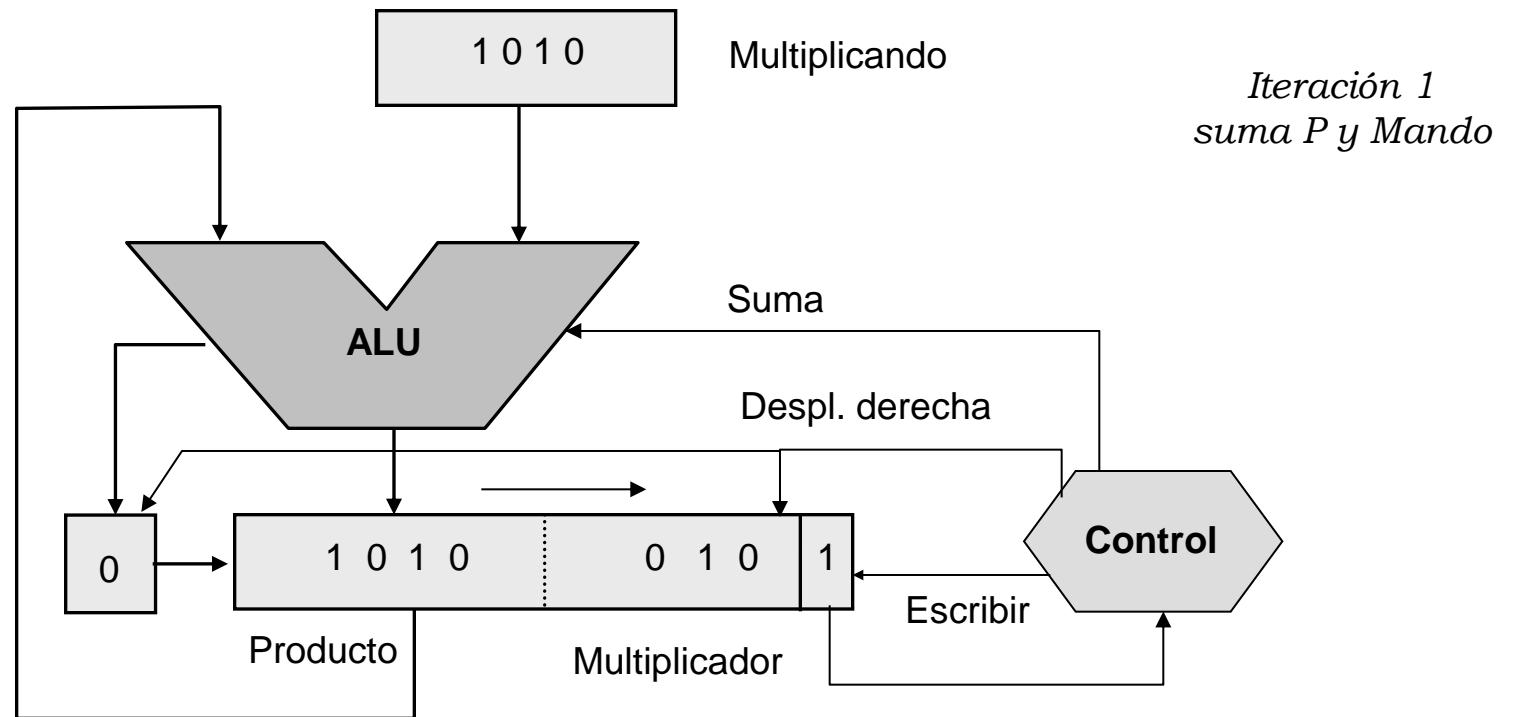 1 0 1 0
Multiplicando
Iteración 1
suma P y Mando
Suma
ALU
Despl. derecha
0
1 0 1 0
0 1 0
1
Control
Escribir
Producto
Multiplicador